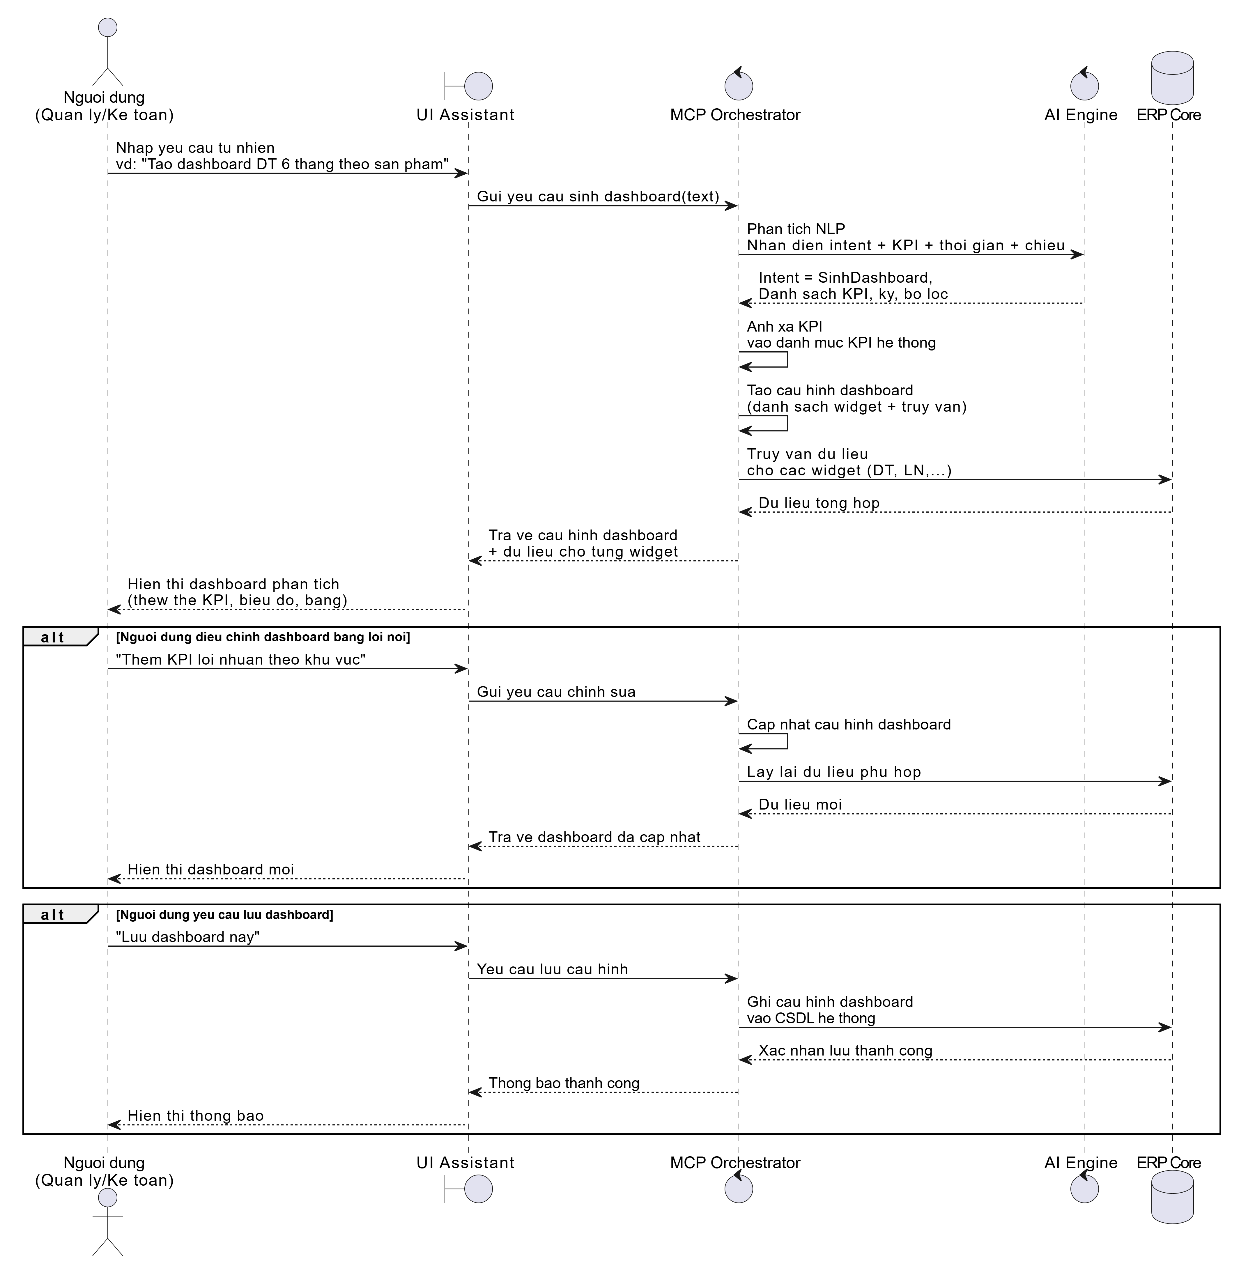 Nguoi dung
(Quan ly/Ke toan)
UI Assistant
MCP Orchestrator
AI Engine
ERP Core
Nhap yeu cau tu nhien
vd: "Tao dashboard DT 6 thang theo san pham"
Gui yeu cau sinh dashboard(text)
Phan tich NLP
Nhan dien intent + KPI + thoi gian + chieu
Intent = SinhDashboard,
Danh sach KPI, ky, bo loc
Anh xa KPI
vao danh muc KPI he thong
Tao cau hinh dashboard
(danh sach widget + truy van)
Truy van du lieu
cho cac widget (DT, LN,...)
Du lieu tong hop
Tra ve cau hinh dashboard
+ du lieu cho tung widget
Hien thi dashboard phan tich
(thew the KPI, bieu do, bang)
alt
[Nguoi dung dieu chinh dashboard bang loi noi]
"Them KPI loi nhuan theo khu vuc"
Gui yeu cau chinh sua
Cap nhat cau hinh dashboard
Lay lai du lieu phu hop
Du lieu moi
Tra ve dashboard da cap nhat
Hien thi dashboard moi
alt
[Nguoi dung yeu cau luu dashboard]
"Luu dashboard nay"
Yeu cau luu cau hinh
Ghi cau hinh dashboard
vao CSDL he thong
Xac nhan luu thanh cong
Thong bao thanh cong
Hien thi thong bao
Nguoi dung
(Quan ly/Ke toan)
UI Assistant
MCP Orchestrator
AI Engine
ERP Core